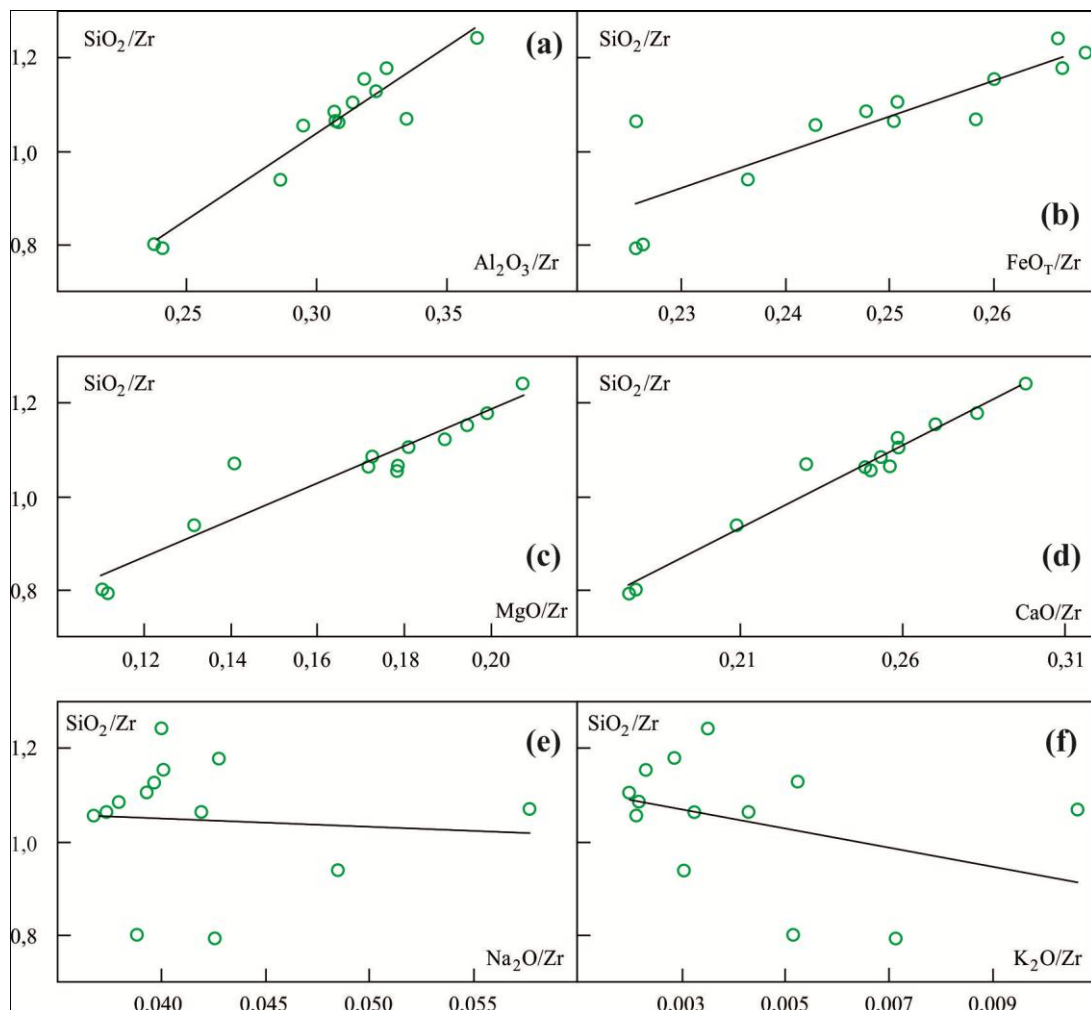 SiO₂/Zr (a) SiO₂/Zr
1,2
1,0
0,8
(b)
Al₂O₃/Zr FeO_T/Zr
0,25 0,30 0,35 0,23 0,24 0,25 0,26
SiO₂/Zr SiO₂/Zr
1,2
1,0
0,8
(c) (d)
MgO/Zr CaO/Zr
0,12 0,14 0,16 0,18 0,20 0,21 0,26 0,31
SiO₂/Zr (e) SiO₂/Zr (f)
1,2
1,0
0,8
Na₂O/Zr K₂O/Zr
0.040 0.045 0.050 0.055 0.003 0.005 0.007 0.009